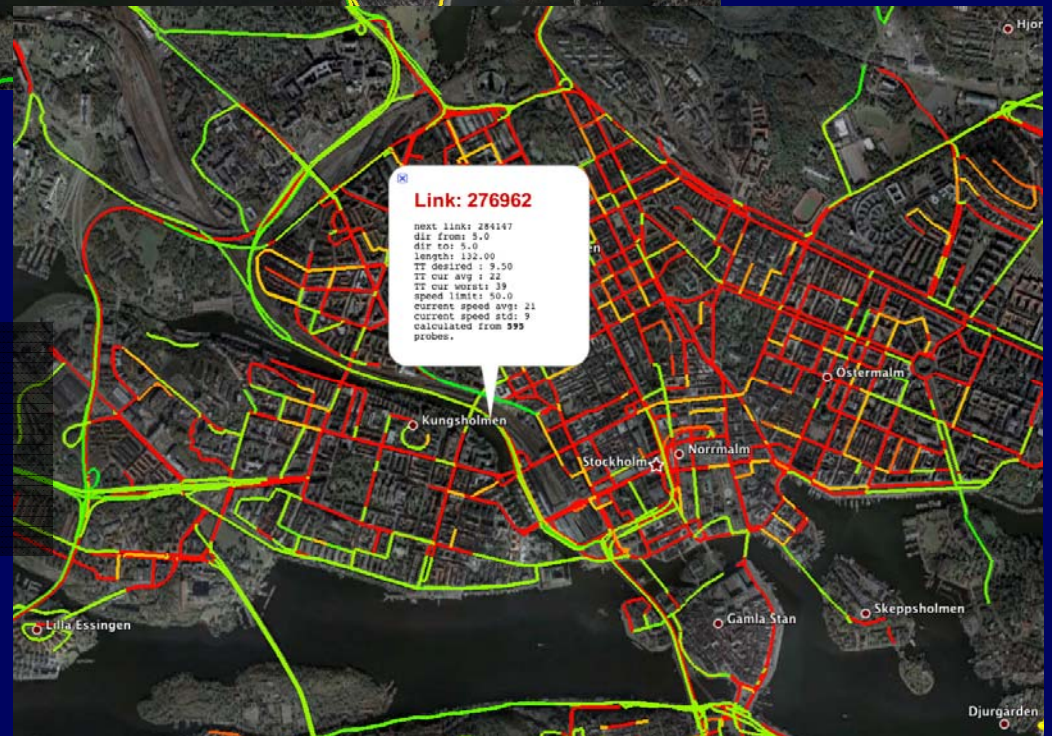 Hjor
Link: 276962
next link: 284147
dir from: 5.0
dir to: 5.0
length: 132.00
TT desired : 9.50
TT cur avg : 22
TT cur worst: 39
speed limit: 50.0
current speed avg: 21
current speed std: 9
calculated from 595
probes.
en
Östermalm
Kungsholmen
Norrmalm
Stockholm
Skeppsholmen
Gamla Stan
Lilla Essingen
Djurgarden